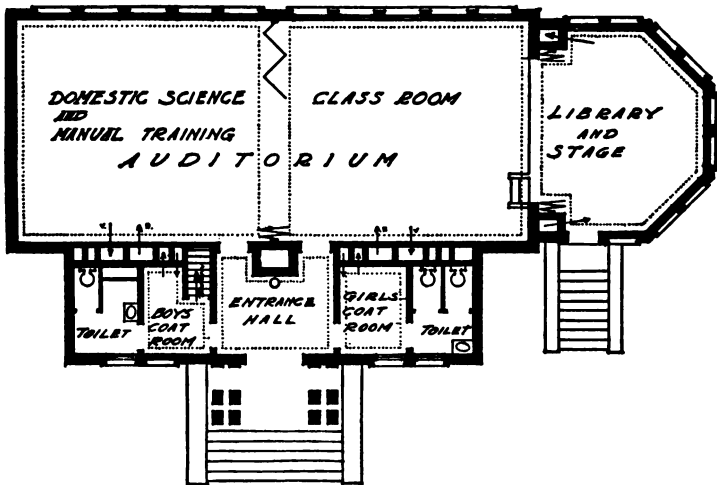 DOMESTIC SCIENCE
AND
MANUAL TRAINING
CLASS ROOM
AUDITORIUM
LIBRARY
AND
STAGE
TOILET
BOYS
COAT
ROOM
ENTRANCE
HALL
GIRLS
COAT
ROOM
TOILET